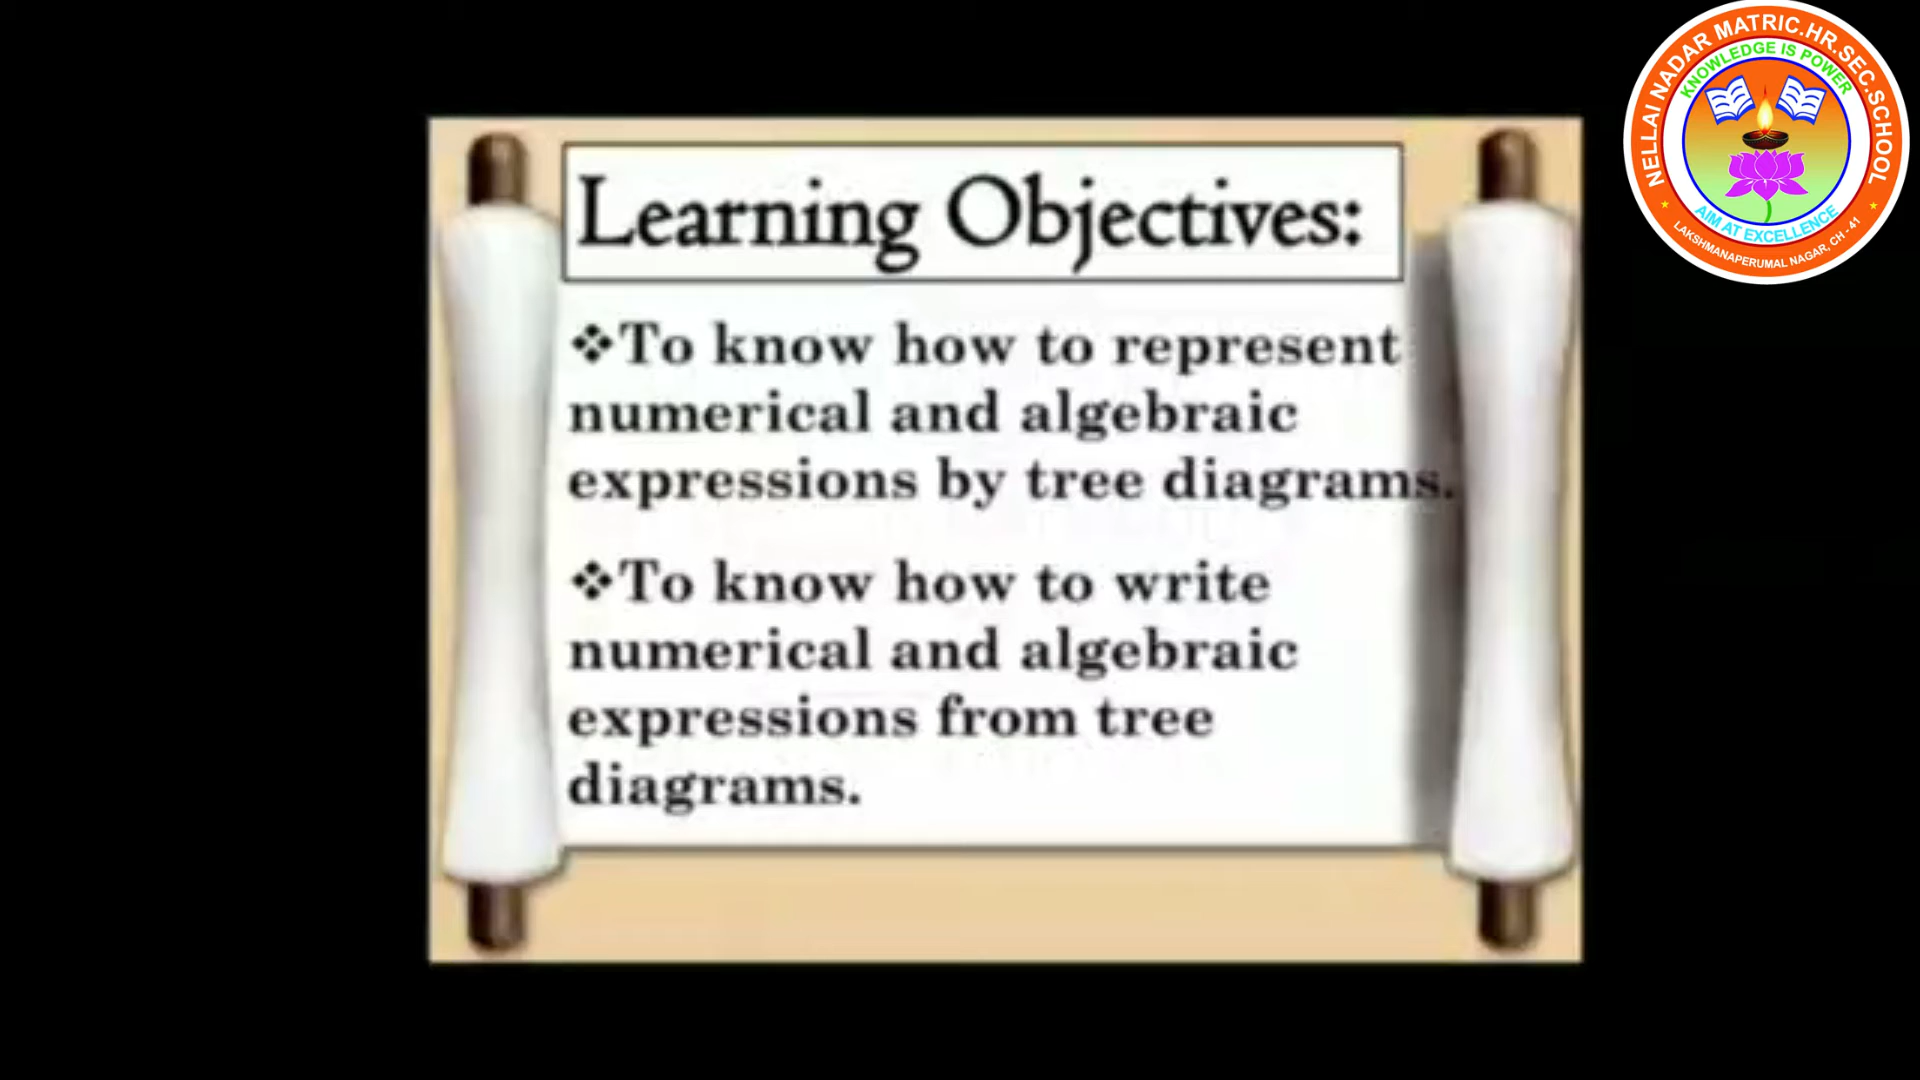 Learning Objectives:
❖To know how to represent
numerical and algebraic
expressions by tree diagrams.
❖To know how to write
numerical and algebraic
expressions from tree
diagrams.
NELLAI NADAR MATRIC.HR.SEC.SCHOOL
KNOWLEDGE IS POWER
AIM AT EXCELLENCE
LAKSHMANAPERUMAL NAGAR, CH - 41